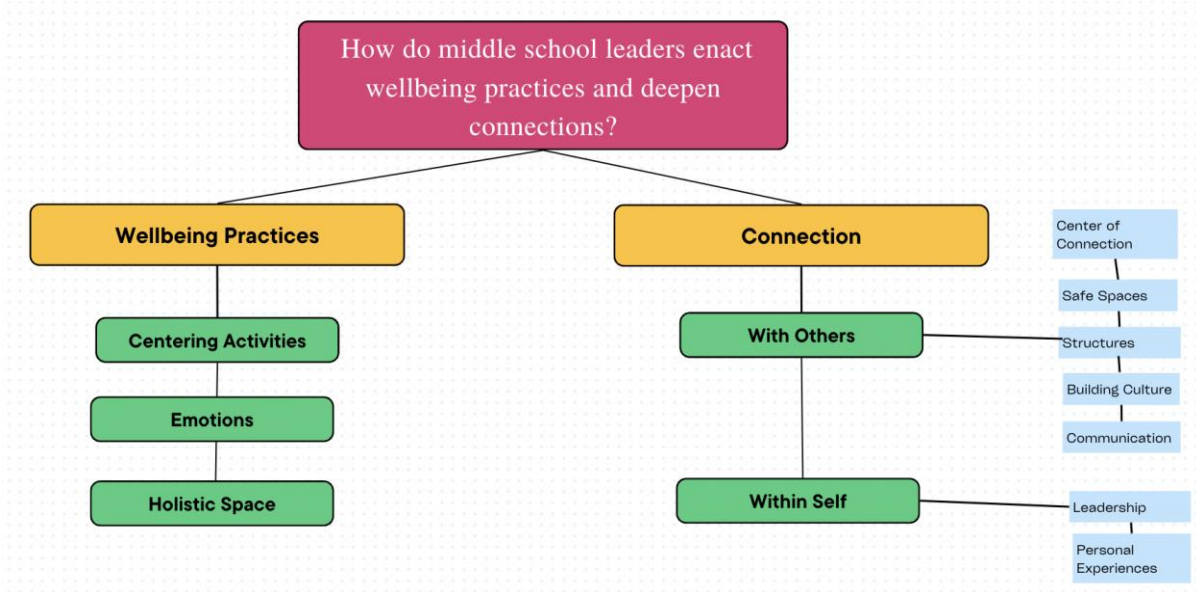 How do middle school leaders enact
wellbeing practices and deepen
connections?
Wellbeing Practices
Centering Activities
Emotions
Holistic Space
Connection
With Others
Center of
Connection
Safe Spaces
Structures
Building Culture
Communication
Within Self
Leadership
Personal
Experiences